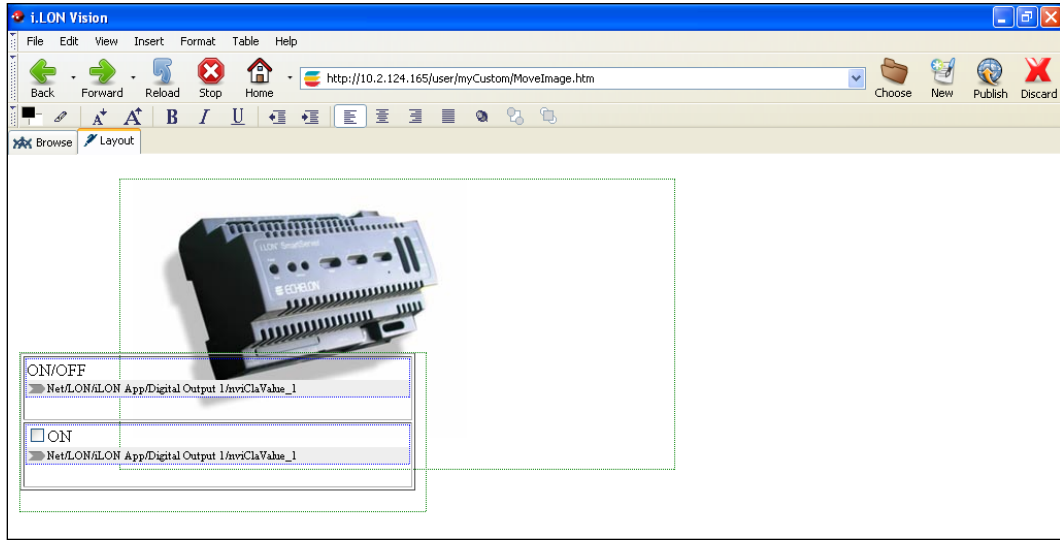 i.LON Vision
File Edit View Insert Format Table Help
Back Forward Reload Stop Home http://10.2.124.165/user/myCustom/MoveImage.htm Choose New Publish Discard
A A B I U
Browse Layout
i.LON SmartServer
ECHELON
ON/OFF
Net/LON/iLON App/Digital Output 1/nviClaValue_1
ON
Net/LON/iLON App/Digital Output 1/nviClaValue_1